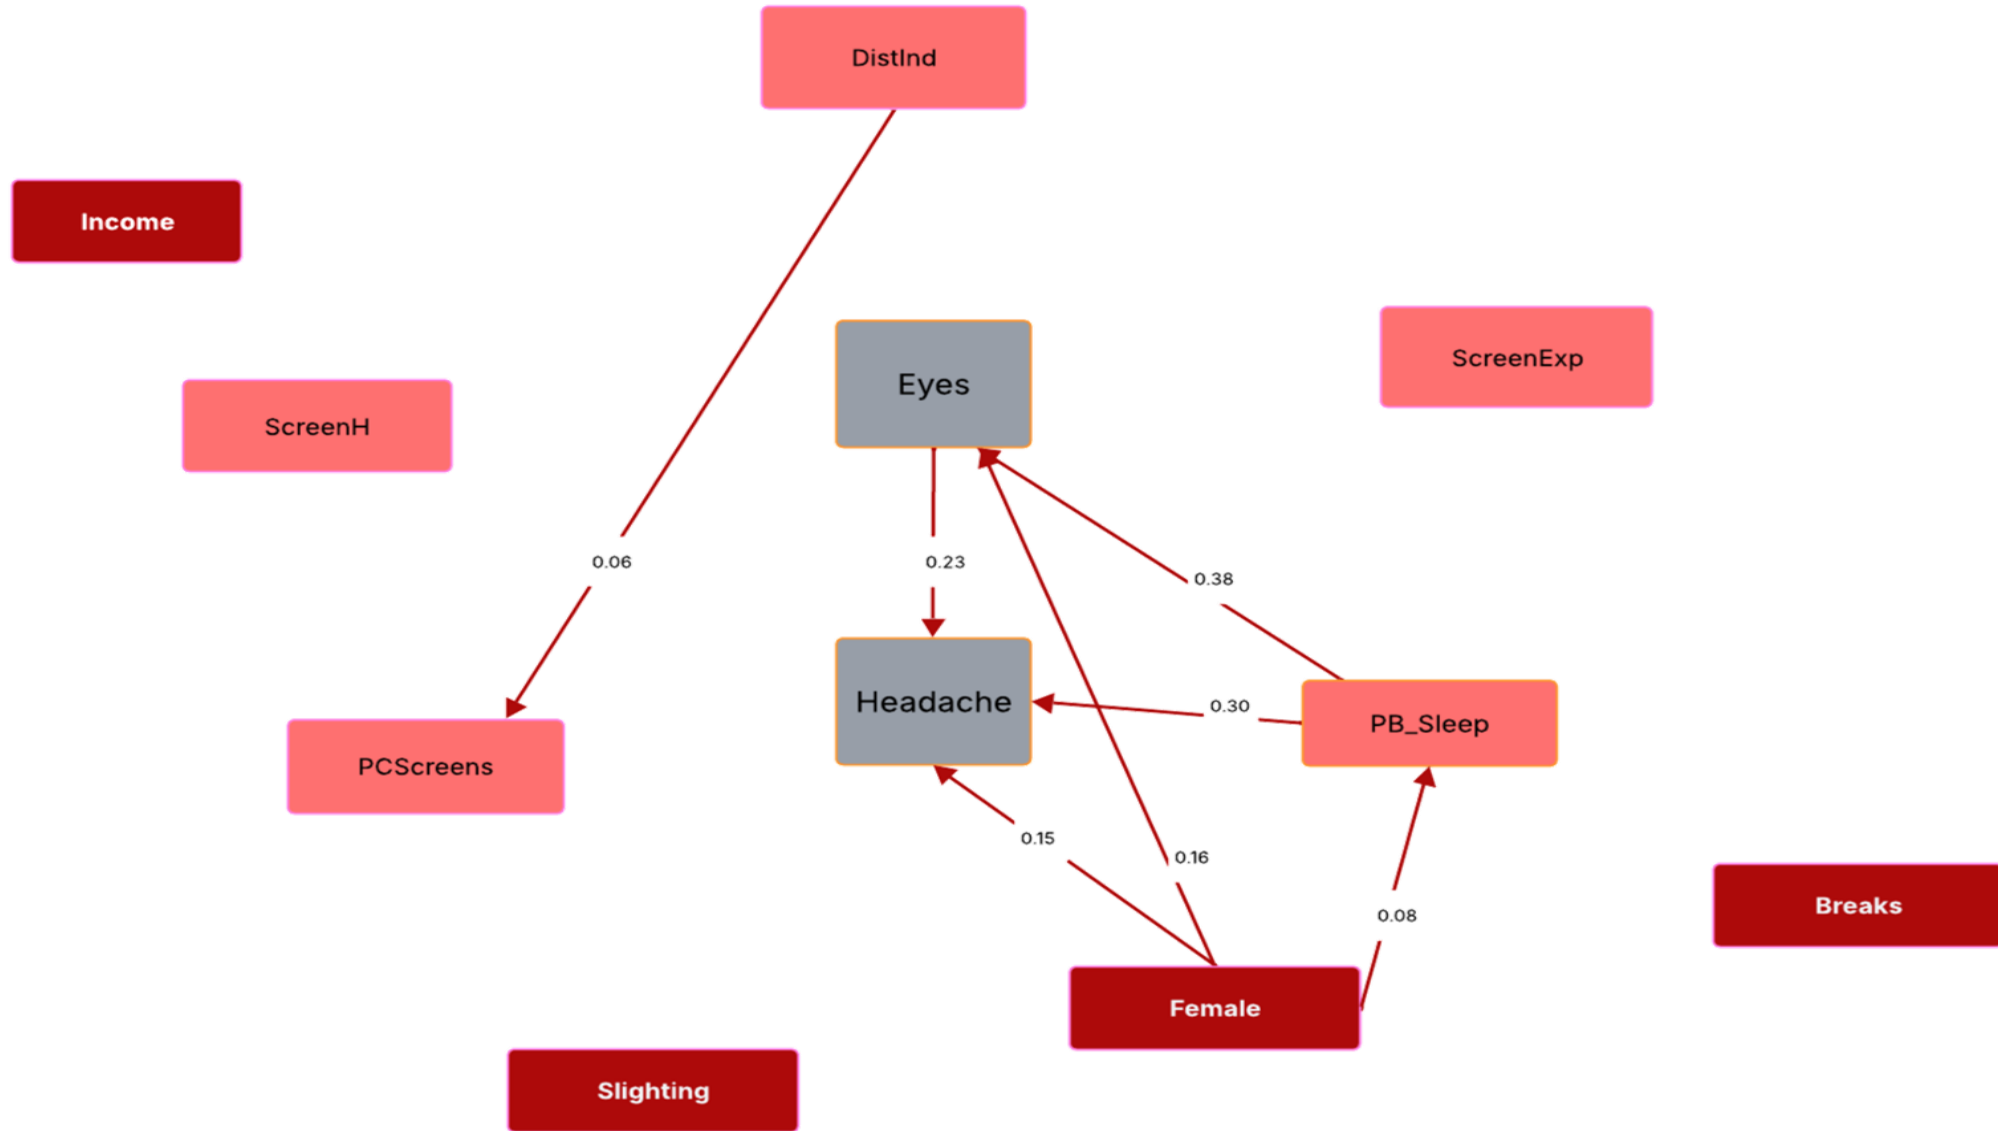 DistInd
Income
ScreenExp
Eyes
ScreenH
0.06
0.23
0.38
Headache
0.30
PB_Sleep
PCScreens
0.15
0.16
Breaks
0.08
Female
Slighting